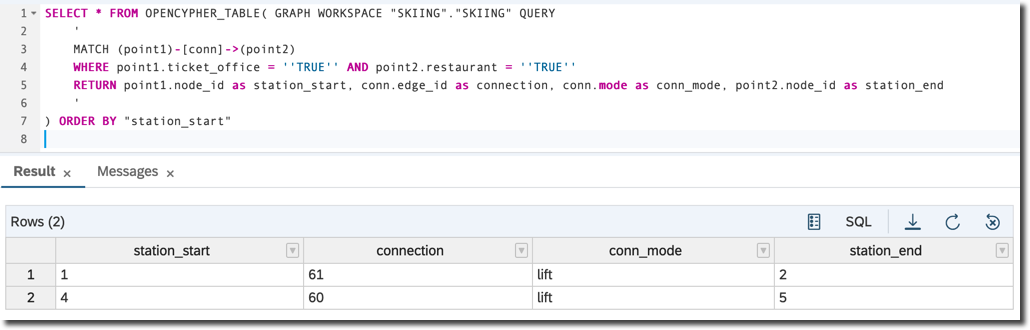 1 SELECT * FROM OPENCYPHER_TABLE( GRAPH WORKSPACE "SKIING"."SKIING" QUERY
2 '
3 MATCH (point1)-[conn]->(point2)
4 WHERE point1.ticket_office = ''TRUE'' AND point2.restaurant = ''TRUE''
5 RETURN point1.node_id as station_start, conn.edge_id as connection, conn.mode as conn_mode, point2.node_id as station_end
6 '
7 ) ORDER BY "station_start"
8
Result × Messages ×
Rows (2) SQL
station_start connection conn_mode station_end
1 1 61 lift 2
2 4 60 lift 5